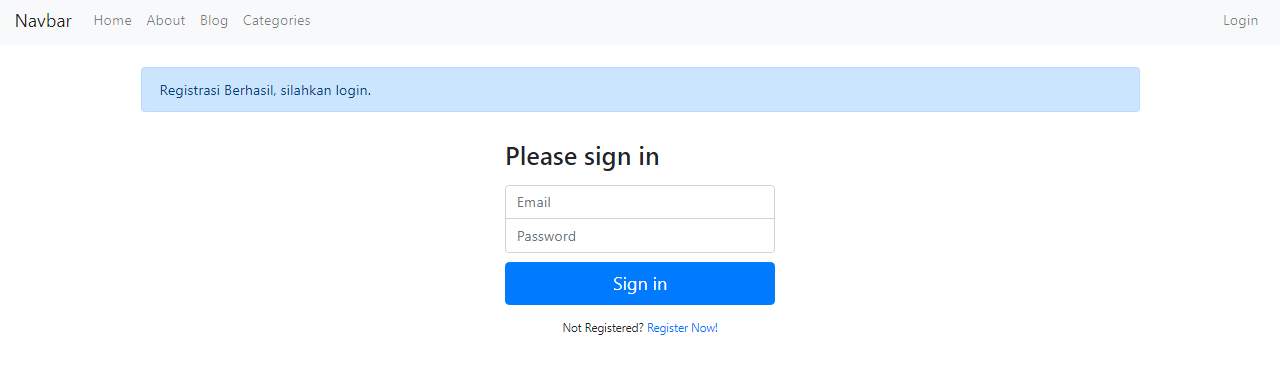 Navbar Home About Blog Categories Login
Registrasi Berhasil, silahkan login.
Please sign in
Email
Password
Sign in
Not Registered? Register Now!